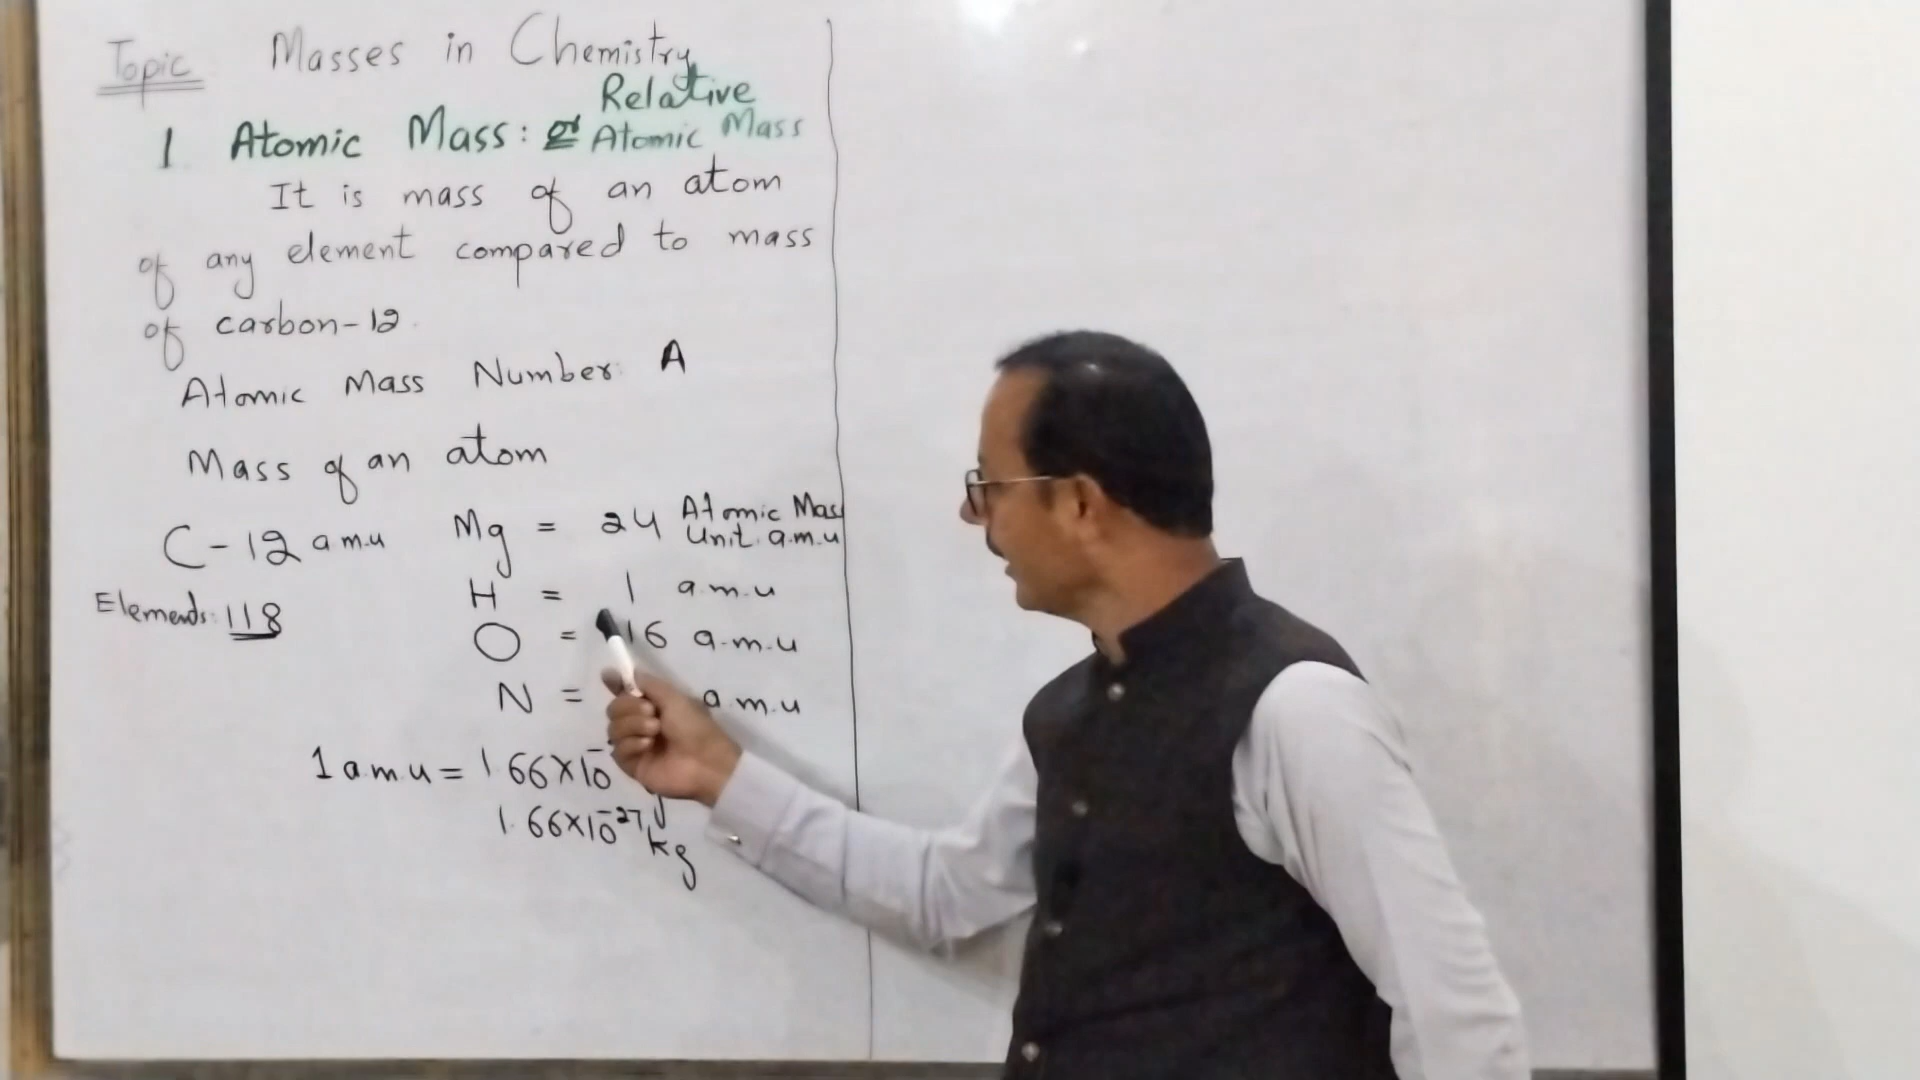 Topic Masses in Chemistry
Relative
1 Atomic Mass: or Atomic Mass
It is mass of an atom
of any element compared to mass
of carbon-12.
Atomic Mass Number: A
Mass of an atom
C-12 a.m.u Mg = 24 Atomic Mass
Unit. a.m.u
H = 1 a.m.u
Elements: 118
O = 16 a.m.u
N = a.m.u
1 a.m.u = 1.66×10⁻
1.66×10⁻²⁷ kg